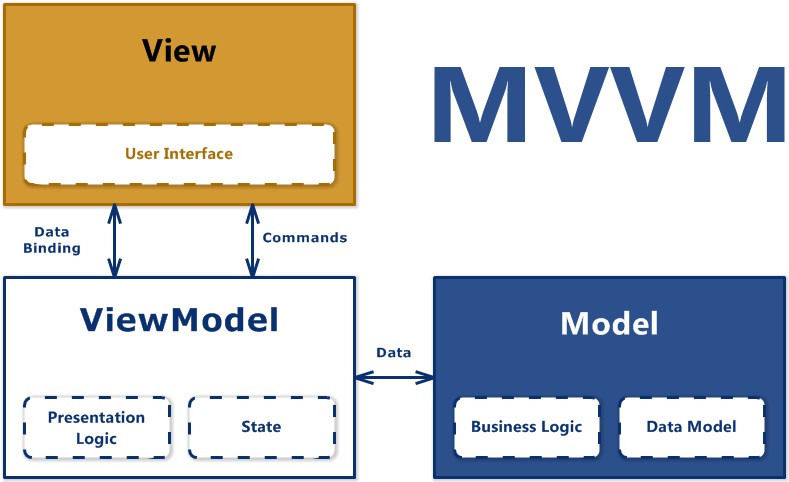 View
MVVM
User Interface
Data
Binding
Commands
ViewModel
Model
Data
Presentation
Logic
State
Business Logic
Data Model